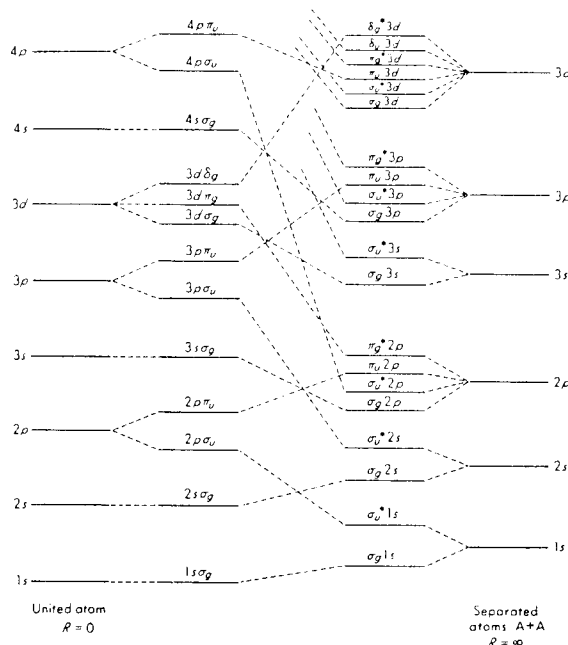 4p
4s
3d
3p
3s
2p
2s
1s
United atom
R = 0
4pπu
4pσu
4sσg
3dδg
3dπg
3dσg
3pπu
3pσu
3sσg
2pπu
2pσu
2sσg
1sσg
δg*3d
δu 3d
πg*3d
πu 3d
σu*3d
σg 3d
πg*3p
πu 3p
σu*3p
σg 3p
σu*3s
σg 3s
πg*2p
πu 2p
σu*2p
σg 2p
σu*2s
σg 2s
σu*1s
σg 1s
3d
3p
3s
2p
2s
1s
Separated
atoms A+A
R = ∞